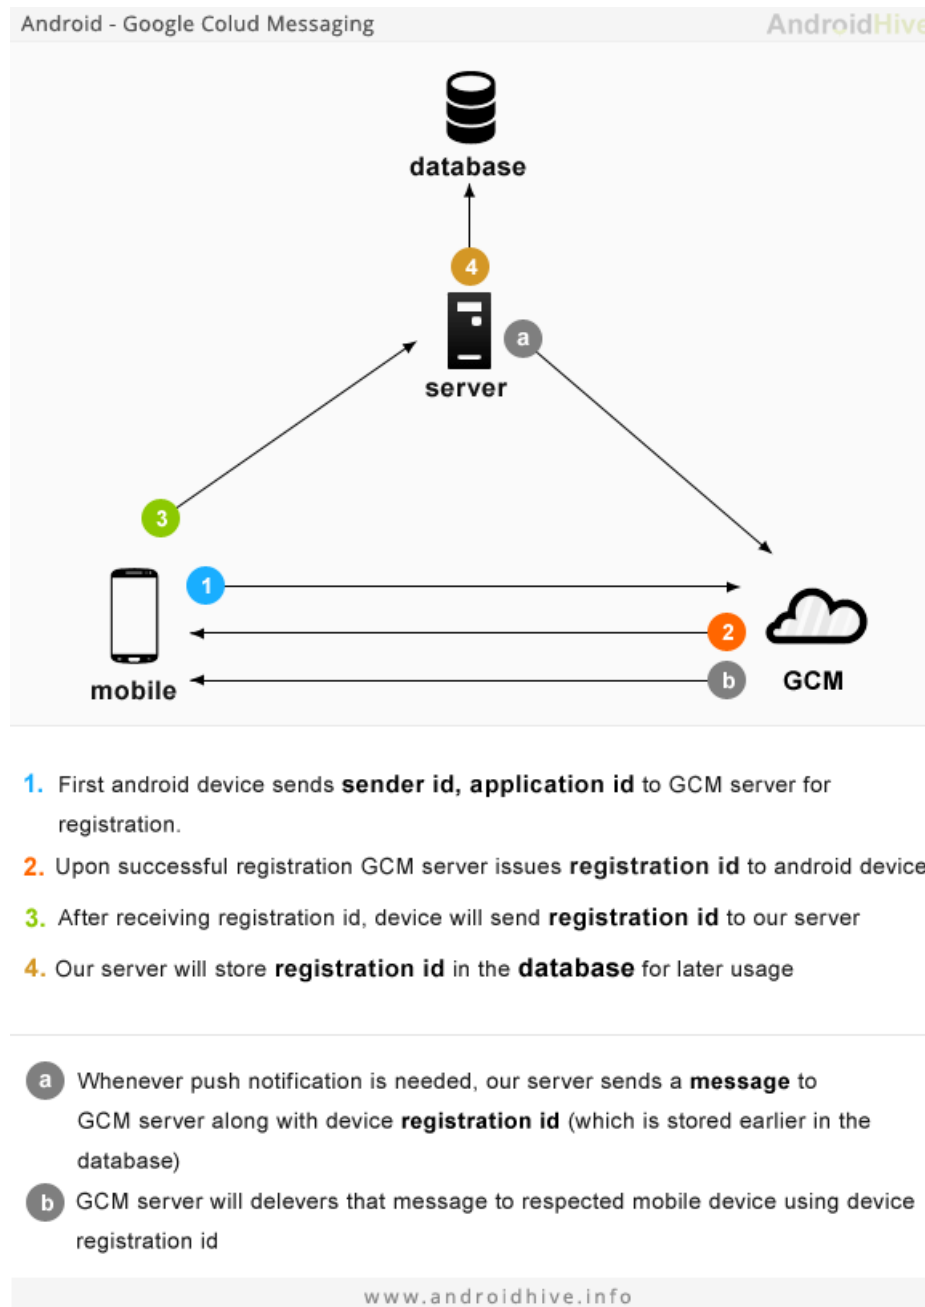 Android - Google Colud Messaging
AndroidHive
database
4
a
server
3
1
2
mobile
b
GCM
1. First android device sends sender id, application id to GCM server for
registration.
2. Upon successful registration GCM server issues registration id to android device
3. After receiving registration id, device will send registration id to our server
4. Our server will store registration id in the database for later usage
a Whenever push notification is needed, our server sends a message to
GCM server along with device registration id (which is stored earlier in the
database)
b GCM server will delevers that message to respected mobile device using device
registration id
www.androidhive.info